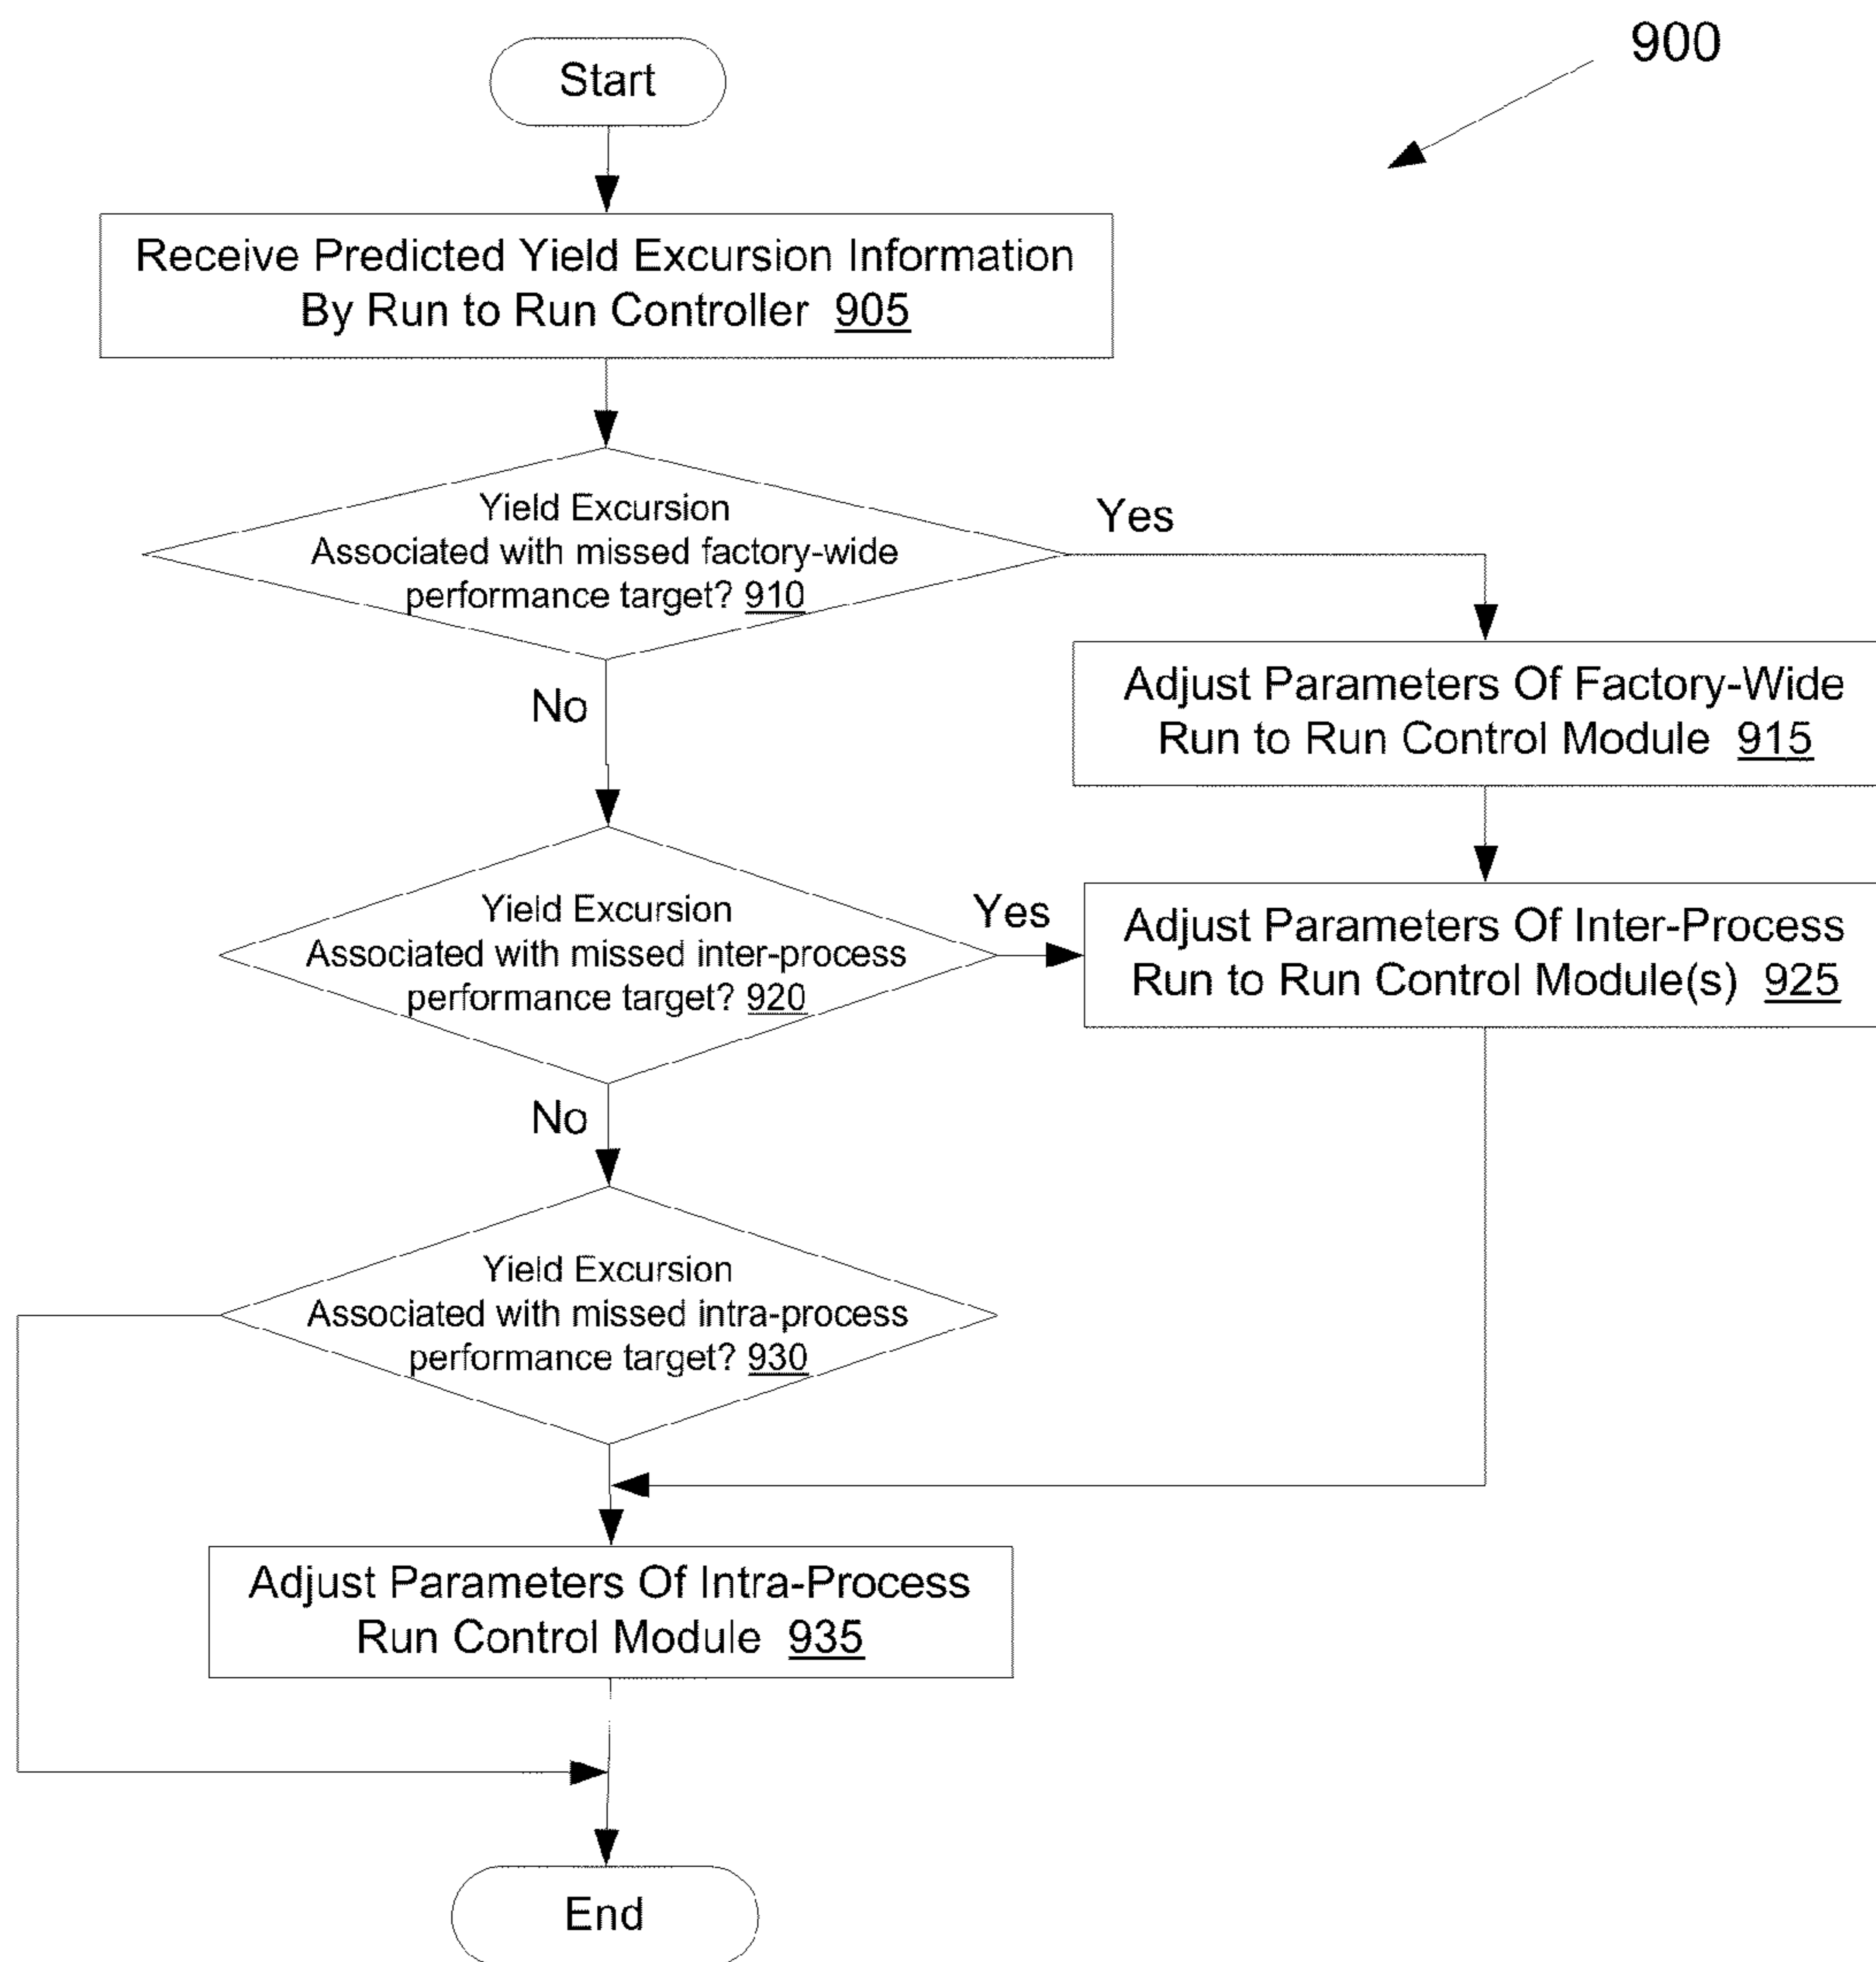 900
Start
Receive Predicted Yield Excursion Information
By Run to Run Controller 905
Yield Excursion
Associated with missed factory-wide
performance target? 910
Yes
No
Adjust Parameters Of Factory-Wide
Run to Run Control Module 915
Yield Excursion
Associated with missed inter-process
performance target? 920
Yes
Adjust Parameters Of Inter-Process
Run to Run Control Module(s) 925
No
Yield Excursion
Associated with missed intra-process
performance target? 930
Adjust Parameters Of Intra-Process
Run Control Module 935
End